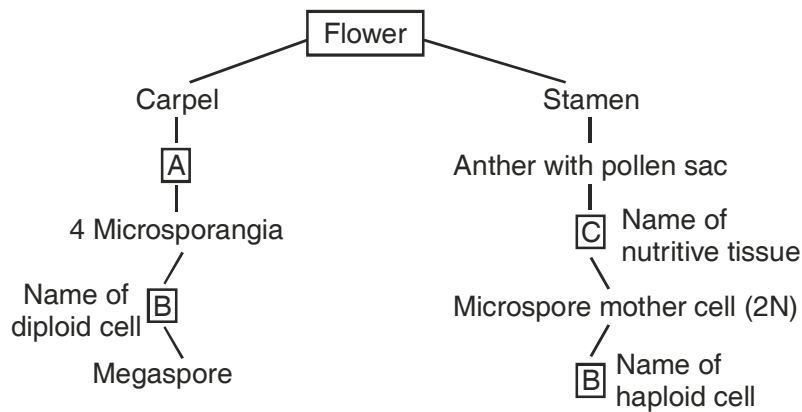 Flower
Carpel
Stamen
A
Anther with pollen sac
4 Microsporangia
C
Name of
nutritive tissue
Name of
diploid cell
B
Microspore mother cell (2N)
Megaspore
B
Name of
haploid cell